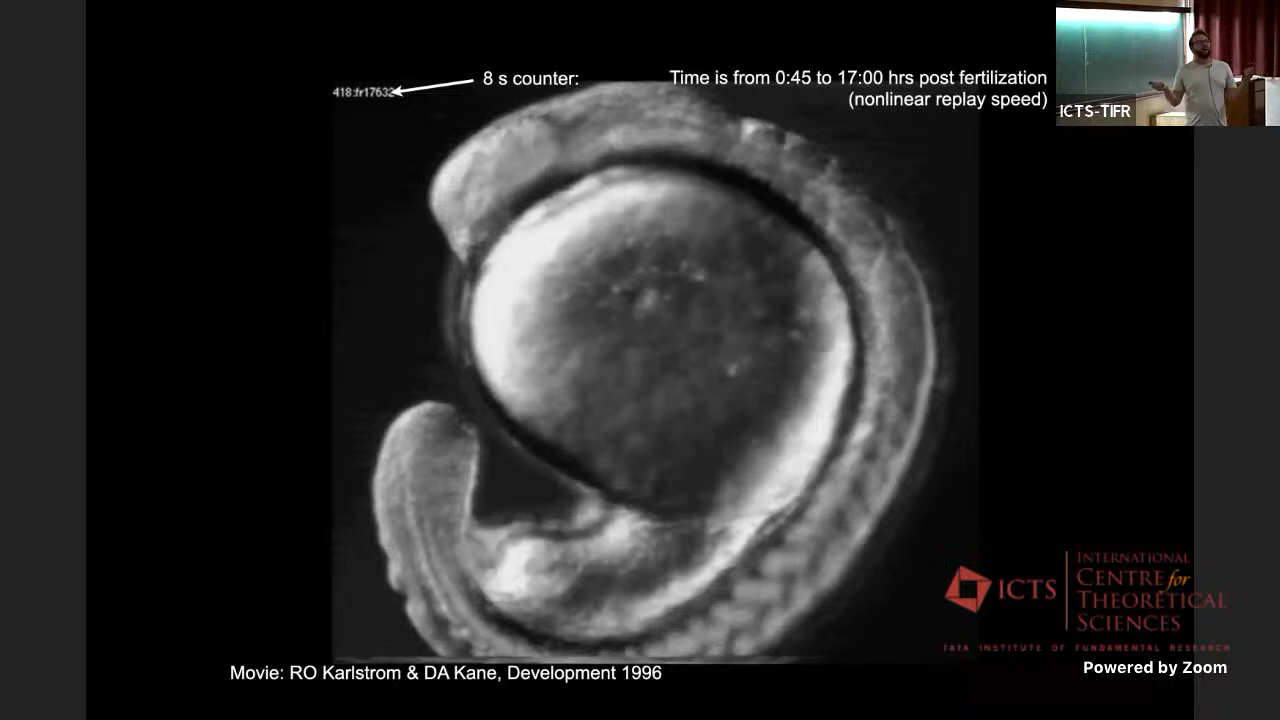 418:fr17632
8 s counter:
Time is from 0:45 to 17:00 hrs post fertilization
(nonlinear replay speed)
ICTS-TIFR
ICTS
INTERNATIONAL
CENTRE for
THEORETICAL
SCIENCES
TATA INSTITUTE OF FUNDAMENTAL RESEARCH
Movie: RO Karlstrom & DA Kane, Development 1996
Powered by Zoom